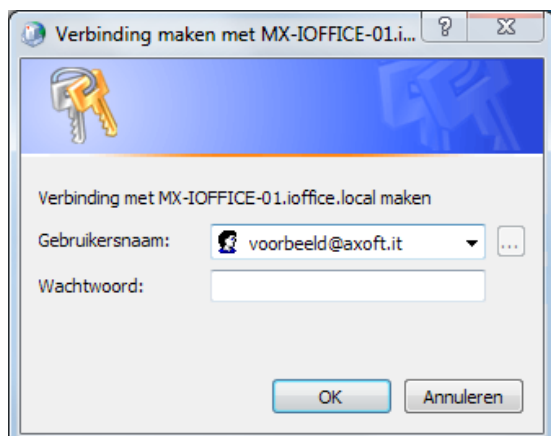 Verbinding maken met MX-IOFFICE-01.i...
Verbinding met MX-IOFFICE-01.ioffice.local maken
Gebruikersnaam: voorbeeld@axoft.it ...
Wachtwoord:
OK Annuleren